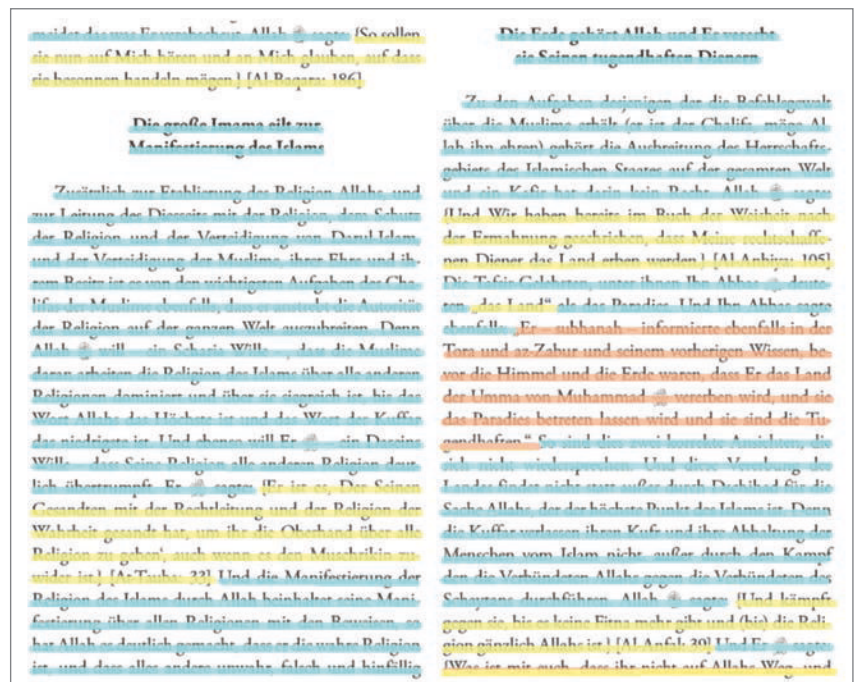 meidet das was Er Allah sagte: {So sollen
sie nun auf Mich hören und an Mich glauben, auf dass
sie besonnen handeln mögen.} [Al-Baqara: 186]
Die große Imama eilt zur
Manifestierung des Islams
zur Etablierung der Religion Allahs, und
zur Leitung des Diesseits mit der Religion, dem Schutz
der Religion und der Verteidigung von Darul-Islam
und der Verteidigung der Muslime, ihrer Ehre und ih-
rem Besitz ist es von den wichtigsten Aufgaben des Cha-
lifas der Muslime ebenfalls, dass er anstrebt die Autorität
der Religion auf der ganzen Welt auszubreiten. Denn
Allah will – ein Scharia-Wille –, dass die Muslime
daran arbeiten die Religion des Islams über alle anderen
Religionen dominiert und über sie siegreich ist, bis das
Wort Allahs das Höchste ist und das Wort der Kuffar
das niedrigste ist. Und ebenso will Er – ein Daseins-
Wille – dass Seine Religion alle anderen Religion deut-
lich übertrumpft. Er sagte: {Er ist es, Der Seinen
Gesandten mit der Rechtleitung und der Religion der
Wahrheit gesandt hat, um ihr die Oberhand über alle
Religion zu geben, auch wenn es den Muschrikin zu-
wider ist.} [At-Tauba: 33] Und die Manifestierung der
Religion des Islams durch Allah beinhaltet seine Mani-
festierung über allen Religionen mit den Beweisen, so
hat Allah es deutlich gemacht, dass er die wahre Religion
ist, und dass alles andere unwahr, falsch und hinfällig
Die Erde gehört Allah und Er vererbt
sie Seinen tugendhaften Dienern
Zu den Aufgaben derjenigen der die Befehlsgewalt
über die Muslime erhält (er ist der Chalifa, möge Al-
lah ihn ehren) gehört die Ausbreitung des Herrschafts-
gebiets des Islamischen Staates auf der gesamten Welt
und ein Kafir hat darin kein Recht. Allah sagte:
{Und Wir haben bereits im Buch der Weisheit nach
der Ermahnung geschrieben, dass Meine rechtschaffe-
nen Diener das Land erben werden.} [Al-Anbiya: 105]
Die Tafsir-Gelehrten, unter ihnen Ibn Abbas deute-
ten „das Land“ als das Paradies. Und Ibn Abbas sagte
ebenfalls: „Er – subhanah – informierte ebenfalls in der
Tora und az-Zabur und seinem vorherigen Wissen, be-
vor die Himmel und die Erde waren, dass Er das Land
der Umma von Muhammad vererben wird, und sie
das Paradies betreten lassen wird und sie sind die Tu-
gendhaften.“ So sind dies zwei korrekte Ansichten, die
sich nicht widersprechen. Und diese Vererbung des
Landes findet nicht statt außer durch Dschihad für die
Sache Allahs, der der höchste Punkt des Islams ist. Denn
die Kuffar verlassen ihren Kufr und ihre Abhaltung der
Menschen vom Islam nicht, außer durch den Kampf
den die Verbündeten Allahs gegen die Verbündeten des
Schaytans durchführen. Allah sagte: {Und kämpft
gegen sie, bis es keine Fitna mehr gibt und (bis) die Reli-
gion gänzlich Allahs ist.} [Al-Anfal: 39] Und Er sagte:
{Was ist mit euch, dass ihr nicht auf Allahs Weg, und